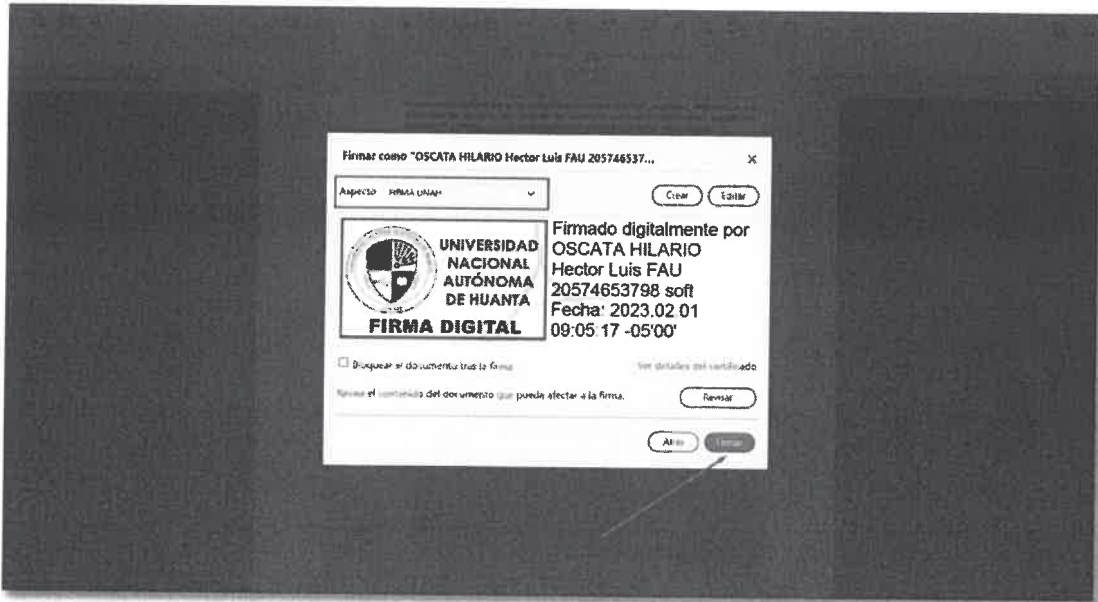 Firmar como "OSCATA HILARIO Hector Luis FAU 205746537...
Aspecto FIRMA UNAH
Crear Editar
UNIVERSIDAD
NACIONAL
AUTÓNOMA
DE HUANTA
FIRMA DIGITAL
Firmado digitalmente por
OSCATA HILARIO
Hector Luis FAU
20574653798 soft
Fecha: 2023.02 01
09:05:17 -05'00'
Bloquear el documento tras la firma
Ver detalles del certificado
Revise el contenido del documento que pueda afectar a la firma.
Revisar
Atrás Firmar